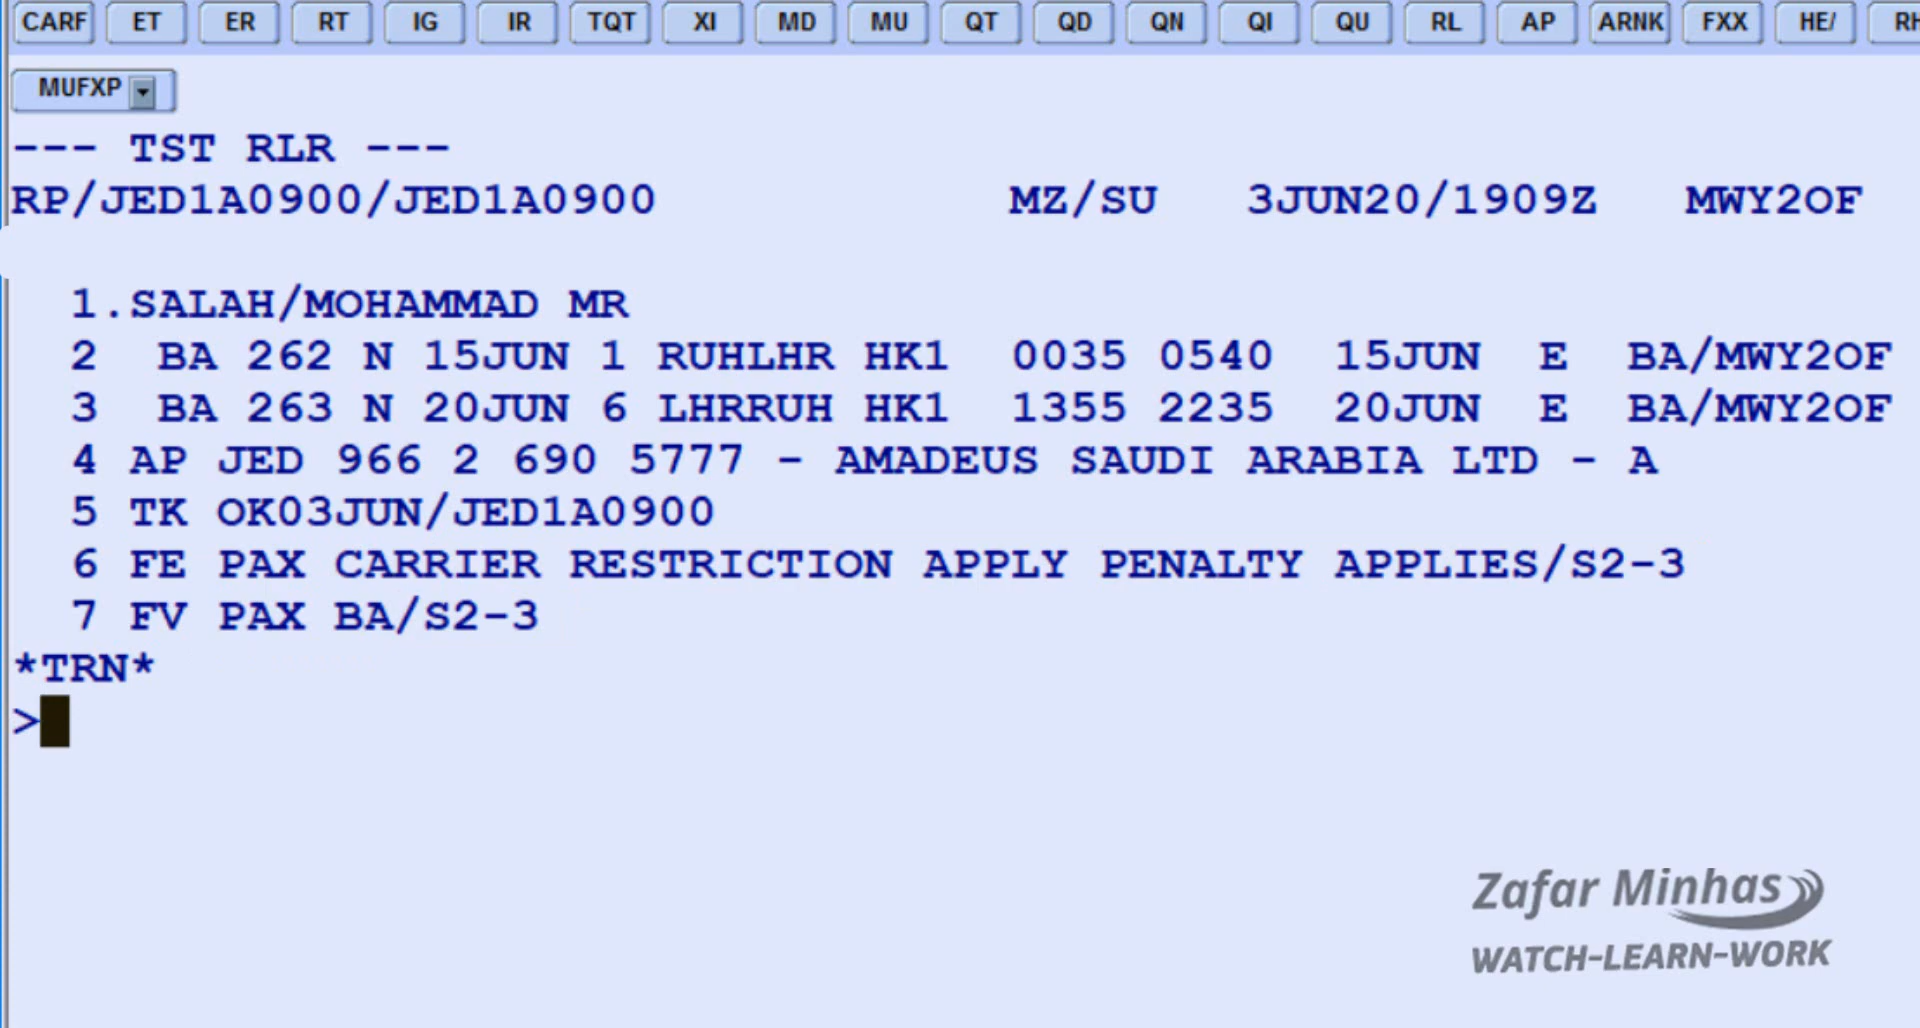 CARF ET ER RT IG IR TQT XI MD MU QT QD QN QI QU RL AP ARNK FXX HE/
MUFXP
--- TST RLR ---
RP/JED1A0900/JED1A0900 MZ/SU 3JUN20/1909Z MWY2OF
1.SALAH/MOHAMMAD MR
2 BA 262 N 15JUN 1 RUHLHR HK1 0035 0540 15JUN E BA/MWY2OF
3 BA 263 N 20JUN 6 LHRRUH HK1 1355 2235 20JUN E BA/MWY2OF
4 AP JED 966 2 690 5777 - AMADEUS SAUDI ARABIA LTD - A
5 TK OK03JUN/JED1A0900
6 FE PAX CARRIER RESTRICTION APPLY PENALTY APPLIES/S2-3
7 FV PAX BA/S2-3
*TRN*
>
Zafar Minhas
WATCH-LEARN-WORK